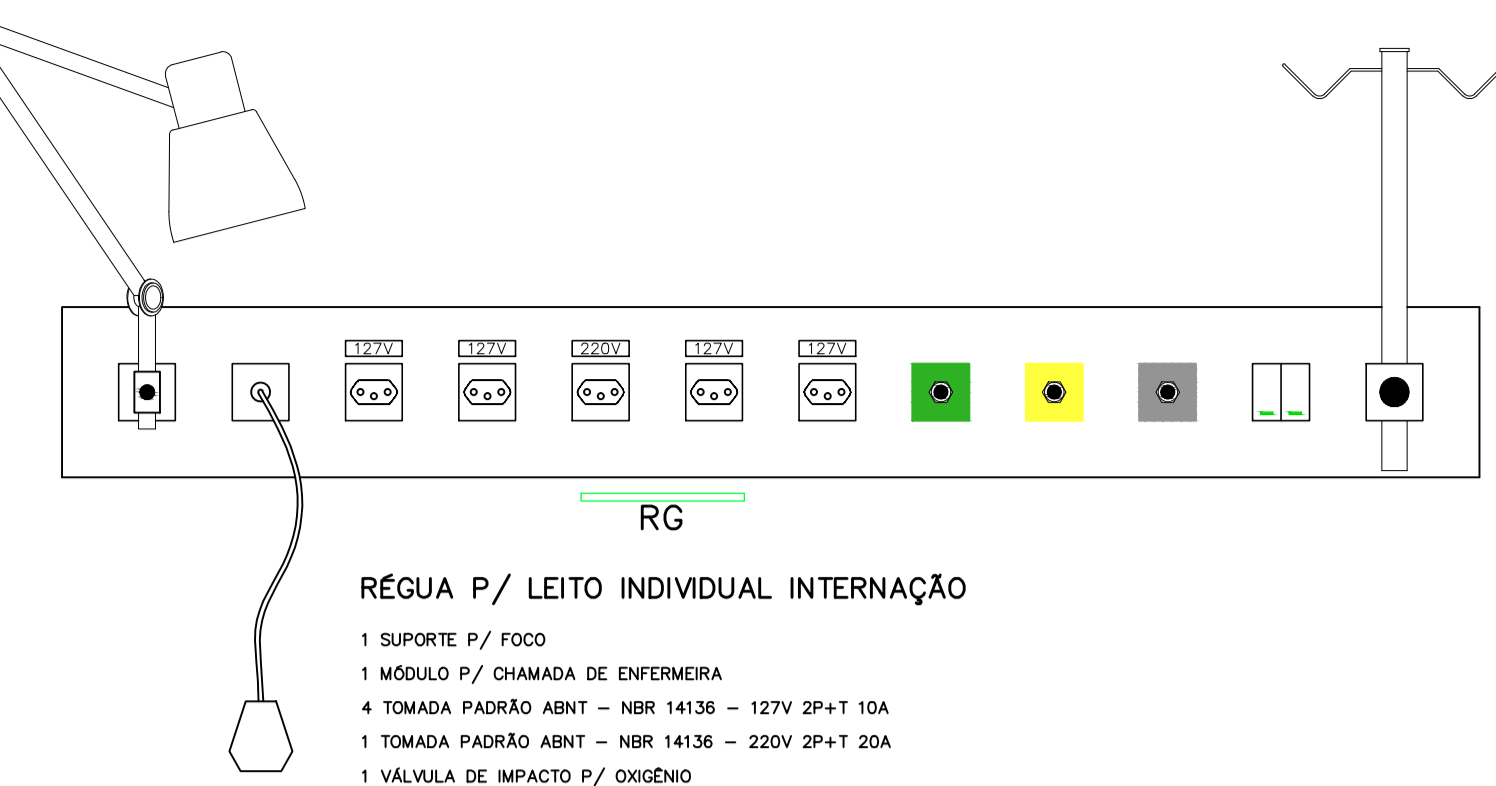 127V 127V 220V 127V 127V
RG
RÉGUA P/ LEITO INDIVIDUAL INTERNAÇÃO
1 SUPORTE P/ FOCO
1 MÓDULO P/ CHAMADA DE ENFERMEIRA
4 TOMADA PADRÃO ABNT – NBR 14136 – 127V 2P+T 10A
1 TOMADA PADRÃO ABNT – NBR 14136 – 220V 2P+T 20A
1 VÁLVULA DE IMPACTO P/ OXIGÊNIO